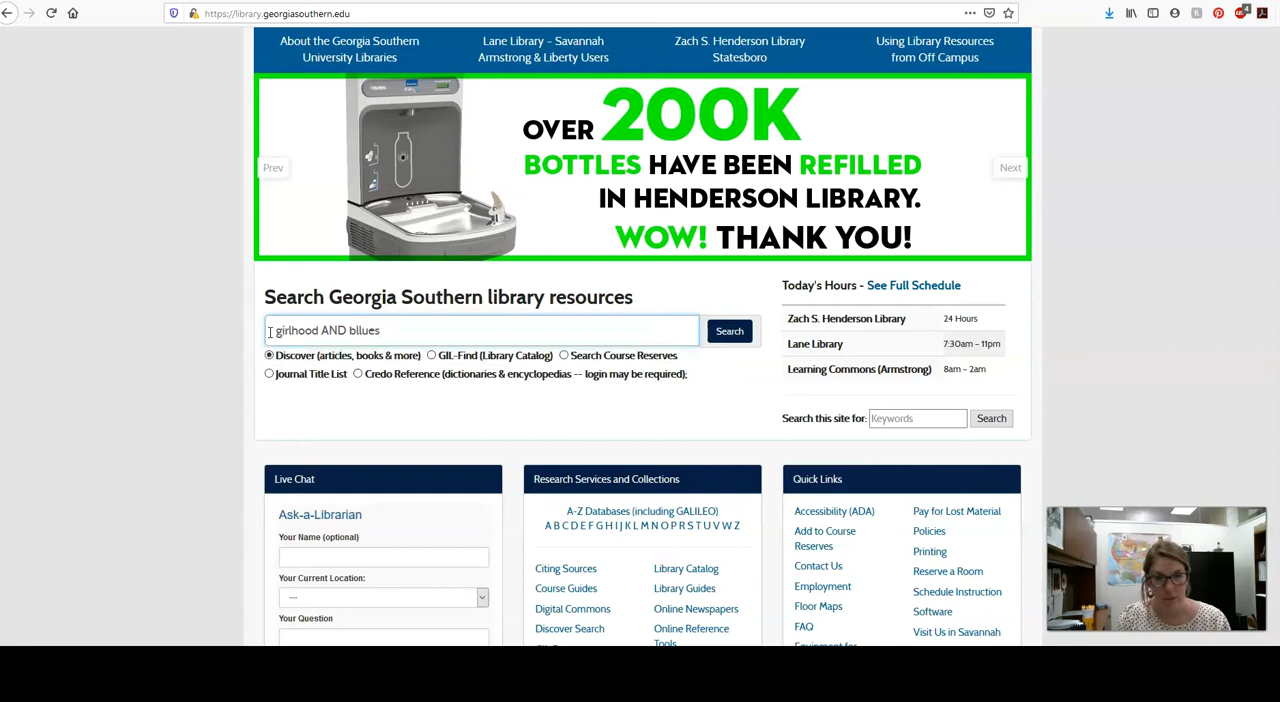 https://library.georgiasouthern.edu
4
About the Georgia Southern University Libraries
Lane Library – Savannah Armstrong & Liberty Users
Zach S. Henderson Library Statesboro
Using Library Resources from Off Campus
OVER 200K
BOTTLES HAVE BEEN REFILLED
IN HENDERSON LIBRARY.
WOW! THANK YOU!
Prev
Next
Search Georgia Southern library resources
girlhood AND bllues
Search
Discover (articles, books & more) GIL-Find (Library Catalog) Search Course Reserves
Journal Title List Credo Reference (dictionaries & encyclopedias -- login may be required);
Today's Hours - See Full Schedule
Zach S. Henderson Library 24 Hours
Lane Library 7:30am – 11pm
Learning Commons (Armstrong) 8am – 2am
Search this site for: Keywords Search
Live Chat
Ask-a-Librarian
Your Name (optional)
Your Current Location:
---
Your Question
Research Services and Collections
A-Z Databases (including GALILEO)
A B C D E F G H I J K L M N O P R S T U V W Z
Citing Sources
Course Guides
Digital Commons
Discover Search
Library Catalog
Library Guides
Online Newspapers
Online Reference
Tools
Quick Links
Accessibility (ADA)
Add to Course
Reserves
Contact Us
Employment
Floor Maps
FAQ
Equipment for
Pay for Lost Material
Policies
Printing
Reserve a Room
Schedule Instruction
Software
Visit Us in Savannah